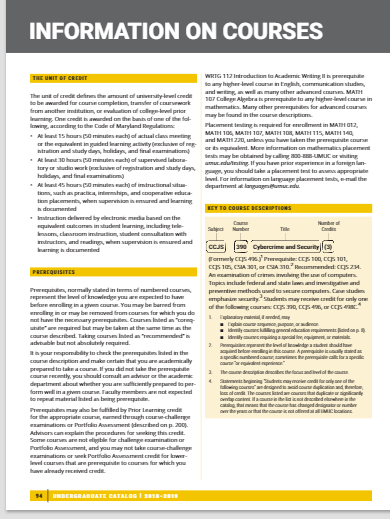 INFORMATION ON COURSES
THE UNIT OF CREDIT
The unit of credit defines the amount of university-level credit
to be awarded for course completion, transfer of coursework
from another institution, or evaluation of college-level prior
learning. One credit is awarded on the basis of one of the fol-
lowing, according to the Code of Maryland Regulations:
• At least 15 hours (50 minutes each) of actual class meeting
or the equivalent in guided learning activity (exclusive of reg-
istration and study days, holidays, and final examinations)
• At least 30 hours (50 minutes each) of supervised labora-
tory or studio work (exclusive of registration and study days,
holidays, and final examinations)
• At least 45 hours (50 minutes each) of instructional situa-
tions, such as practica, internships, and cooperative educa-
tion placements, when supervision is ensured and learning
is documented
• Instruction delivered by electronic media based on the
equivalent outcomes in student learning, including tele-
lessons, classroom instruction, student consultation with
instructors, and readings, when supervision is ensured and
learning is documented
PREREQUISITES
Prerequisites, normally stated in terms of numbered courses,
represent the level of knowledge you are expected to have
before enrolling in a given course. You may be barred from
enrolling in or may be removed from courses for which you do
not have the necessary prerequisites. Courses listed as "coreq-
uisite" are required but may be taken at the same time as the
course described. Taking courses listed as "recommended" is
advisable but not absolutely required.
It is your responsibility to check the prerequisites listed in the
course description and make certain that you are academically
prepared to take a course. If you did not take the prerequisite
course recently, you should consult an advisor or the academic
department about whether you are sufficiently prepared to per-
form well in a given course. Faculty members are not expected
to repeat material listed as being prerequisite.
Prerequisites may also be fulfilled by Prior Learning credit
for the appropriate course, earned through course-challenge
examinations or Portfolio Assessment (described on p. 200).
Advisors can explain the procedures for seeking this credit.
Some courses are not eligible for challenge examination or
Portfolio Assessment, and you may not take course-challenge
examinations or seek Portfolio Assessment credit for lower-
level courses that are prerequisite to courses for which you
have already received credit.
WRTG 112 Introduction to Academic Writing II is prerequisite
to any higher-level course in English, communication studies,
and writing, as well as many other advanced courses. MATH
107 College Algebra is prerequisite to any higher-level course in
mathematics. Many other prerequisites for advanced courses
may be found in the course descriptions.
Placement testing is required for enrollment in MATH 012,
MATH 106, MATH 107, MATH 108, MATH 115, MATH 140,
and MATH 220, unless you have taken the prerequisite course
or its equivalent. More information on mathematics placement
tests may be obtained by calling 800-888-UMUC or visiting
umuc.edu/testing. If you have prior experience in a foreign lan-
guage, you should take a placement test to assess appropriate
level. For information on language placement tests, e-mail the
department at languages@umuc.edu.
KEY TO COURSE DESCRIPTIONS
Subject Course Number Title Number of Credits
CCJS 390 Cybercrime and Security (3)
(Formerly CCJS 496.)1 Prerequisite: CCJS 100, CCJS 101,
CCJS 105, CSIA 301, or CSIA 310.2 Recommended: CCJS 234.
An examination of crimes involving the use of computers.
Topics include federal and state laws and investigative and
preventive methods used to secure computers. Case studies
emphasize security.3 Students may receive credit for only one
of the following courses: CCJS 390, CCJS 496, or CCJS 498C.4
1. Explanatory material, if needed, may
■ Explain course sequence, purpose, or audience.
■ Identify courses fulfilling general education requirements (listed on p. 8).
■ Identify courses requiring a special fee, equipment, or materials.
2. Prerequisites represent the level of knowledge a student should have
acquired before enrolling in this course. A prerequisite is usually stated as
a specific numbered course; sometimes the prerequisite calls for a specific
course "or equivalent experience."
3. The course description describes the focus and level of the course.
4. Statements beginning "Students may receive credit for only one of the
following courses" are designed to avoid course duplication and, therefore,
loss of credit. The courses listed are courses that duplicate or significantly
overlap content. If a course in the list is not described elsewhere in the
catalog, that means that the course has changed designator or number
over the years or that the course is not offered at all UMUC locations.
94 UNDERGRADUATE CATALOG | 2018–2019